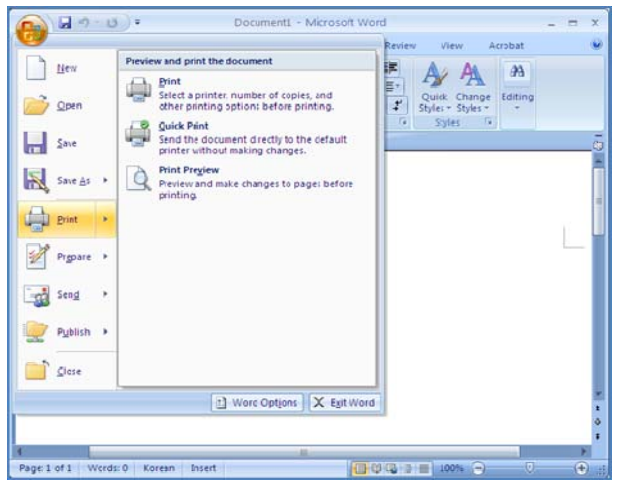 Document1 - Microsoft Word
Review View Acrobat
New
Open
Save
Save As
Print
Prepare
Send
Publish
Close
Preview and print the document
Print
Select a printer, number of copies, and
other printing options before printing.
Quick Print
Send the document directly to the default
printer without making changes.
Print Preview
Preview and make changes to pages before
printing.
Quick Styles
Change Styles
Editing
Styles
Word Options
Exit Word
Page: 1 of 1 Words: 0 Korean Insert 100%